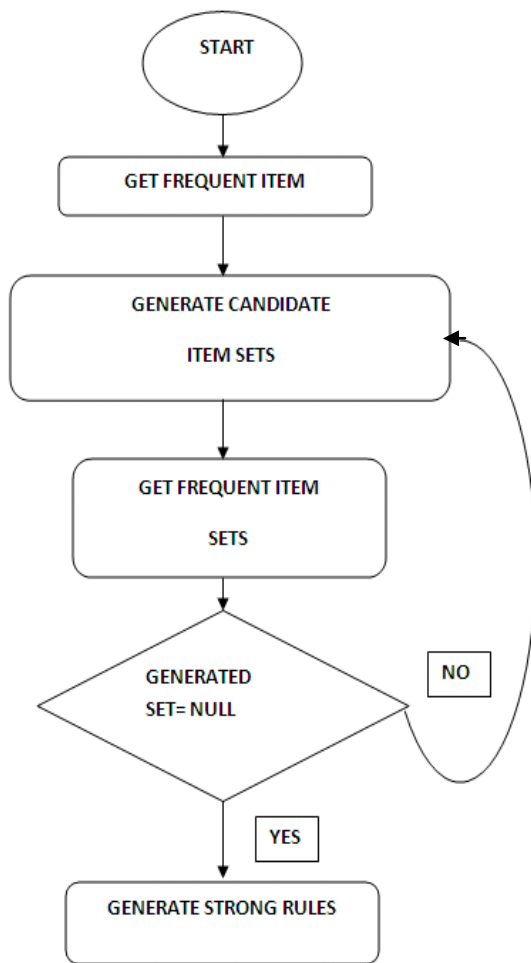 START
GET FREQUENT ITEM
GENERATE CANDIDATE
ITEM SETS
GET FREQUENT ITEM
SETS
GENERATED
SET= NULL
NO
YES
GENERATE STRONG RULES